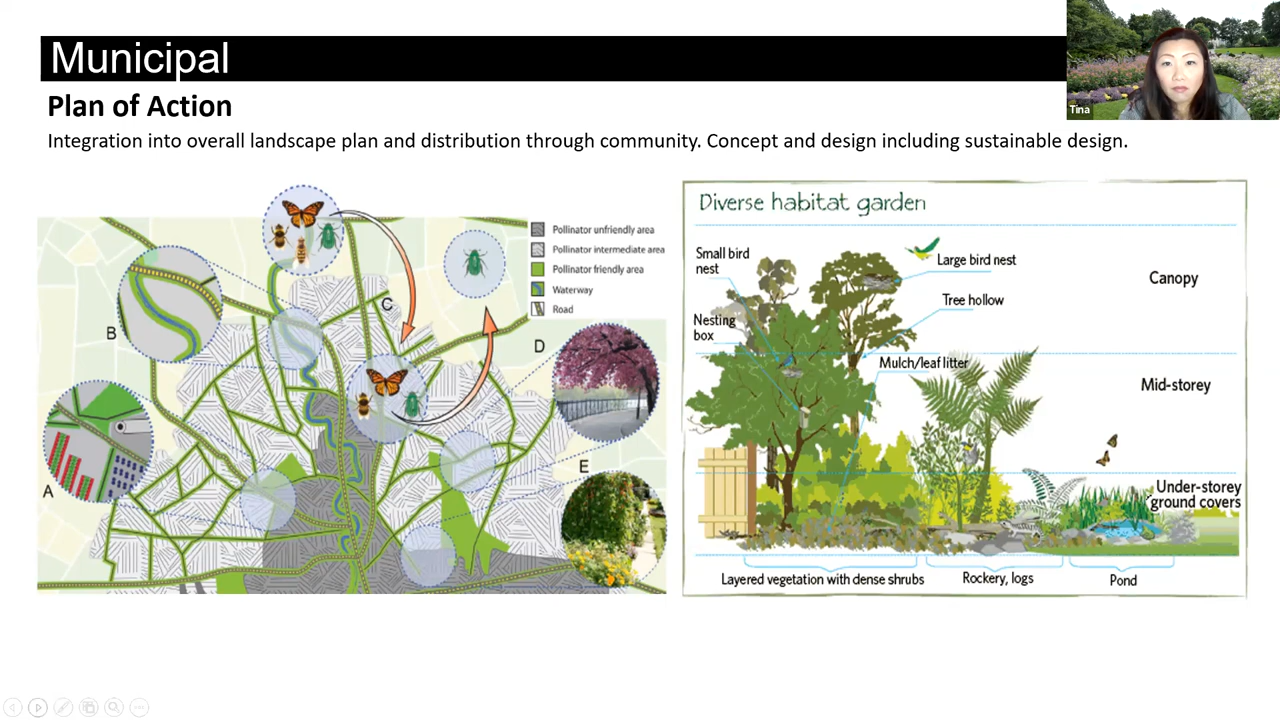 Municipal
Tina
Plan of Action
Integration into overall landscape plan and distribution through community. Concept and design including sustainable design.
Pollinator unfriendly area
Pollinator intermediate area
Pollinator friendly area
Waterway
Road
A
B
C
D
E
Diverse habitat garden
Small bird
nest
Large bird nest
Canopy
Tree hollow
Nesting
box
Mulch/leaf litter
Mid-storey
Under-storey
ground covers
Layered vegetation with dense shrubs
Rockery, logs
Pond